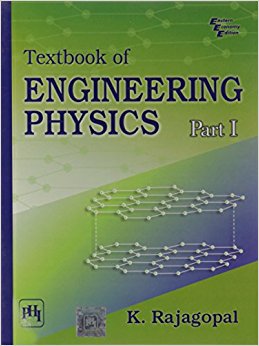 Eastern
Economy
Edition
Textbook of
ENGINEERING
PHYSICS
Part I
PHI
K. Rajagopal